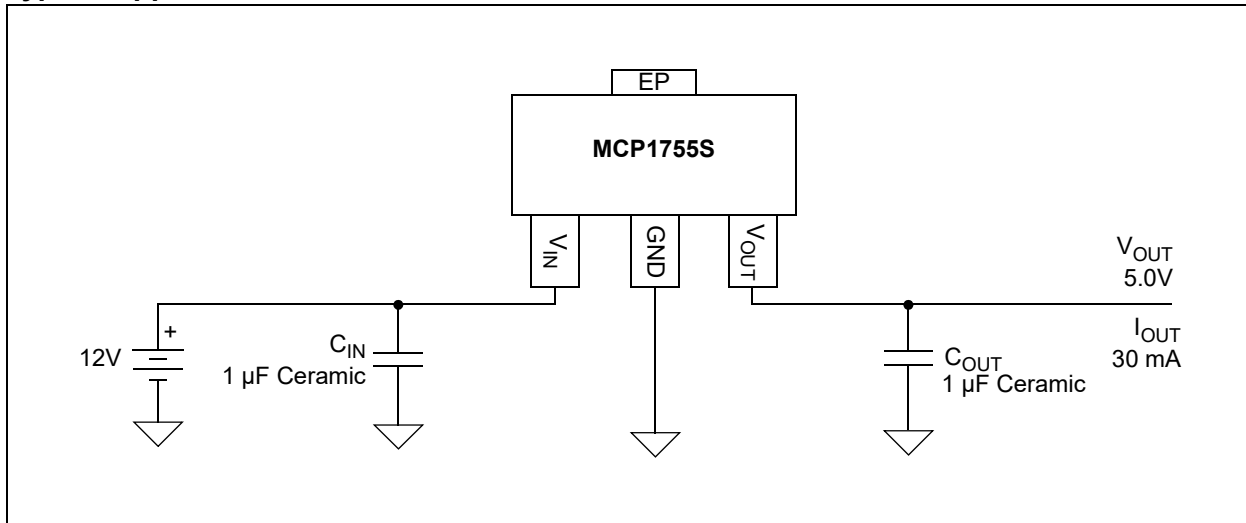 EP
MCP1755S
VIN
GND
VOUT
VOUT
5.0V
+
12V
CIN
1 µF Ceramic
COUT
1 µF Ceramic
IOUT
30 mA